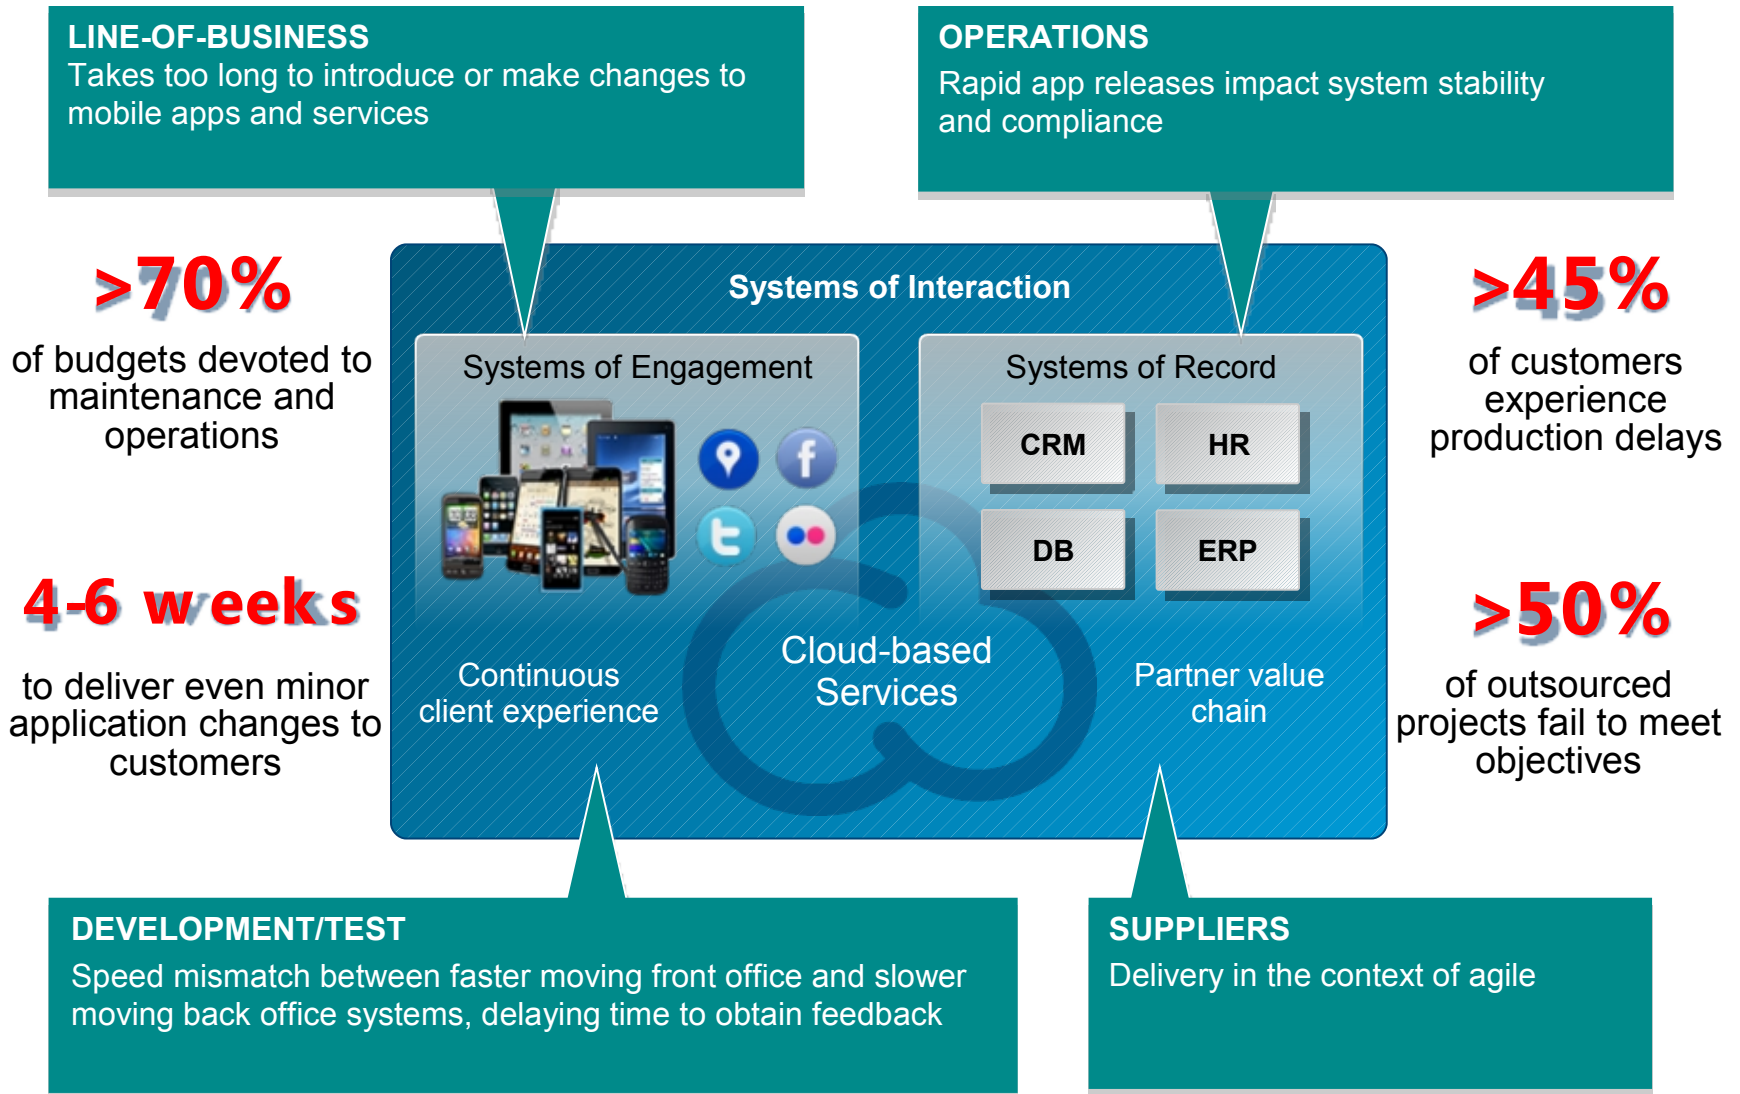 LINE-OF-BUSINESS
Takes too long to introduce or make changes to
mobile apps and services
OPERATIONS
Rapid app releases impact system stability
and compliance
>70%
of budgets devoted to
maintenance and
operations
4-6 weeks
to deliver even minor
application changes to
customers
Systems of Interaction
Systems of Engagement
Systems of Record
CRM
HR
DB
ERP
Cloud-based
Services
Continuous
client experience
Partner value
chain
>45%
of customers
experience
production delays
>50%
of outsourced
projects fail to meet
objectives
DEVELOPMENT/TEST
Speed mismatch between faster moving front office and slower
moving back office systems, delaying time to obtain feedback
SUPPLIERS
Delivery in the context of agile